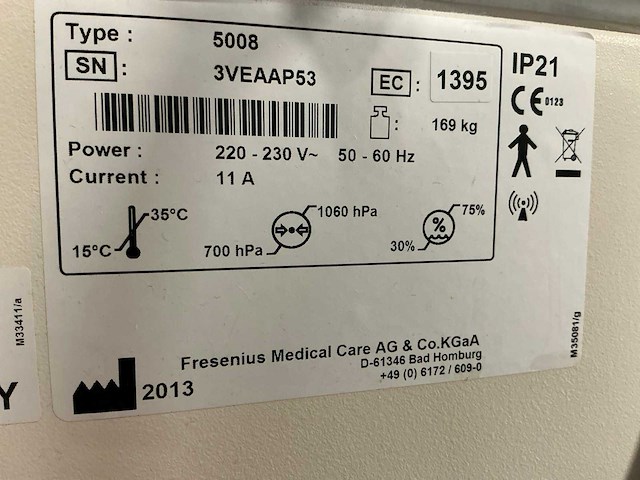 Type : 5008
SN : 3VEAAP53
EC : 1395
: 169 kg
Power : 220 - 230 V~ 50 - 60 Hz
Current : 11 A
15°C 35°C
700 hPa 1060 hPa
30% % 75%
IP21
CE 0123
Fresenius Medical Care AG & Co.KGaA
D-61346 Bad Homburg
+49 (0) 6172 / 609-0
2013
M35081/g
M33411/a
Y